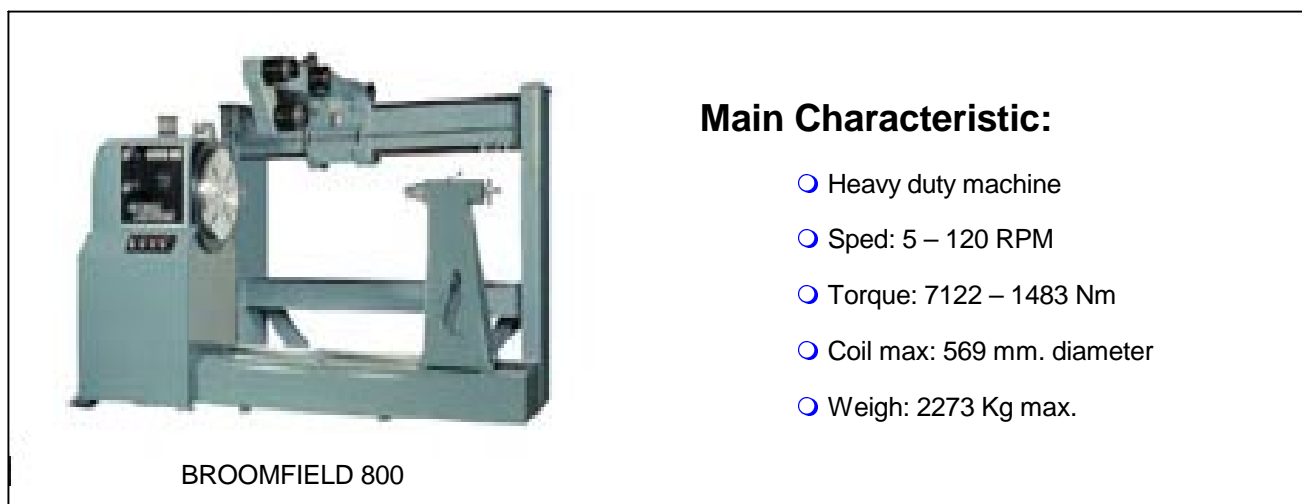 Main Characteristic:
Heavy duty machine
Sped: 5 – 120 RPM
Torque: 7122 – 1483 Nm
Coil max: 569 mm. diameter
Weigh: 2273 Kg max.
BROOMFIELD 800